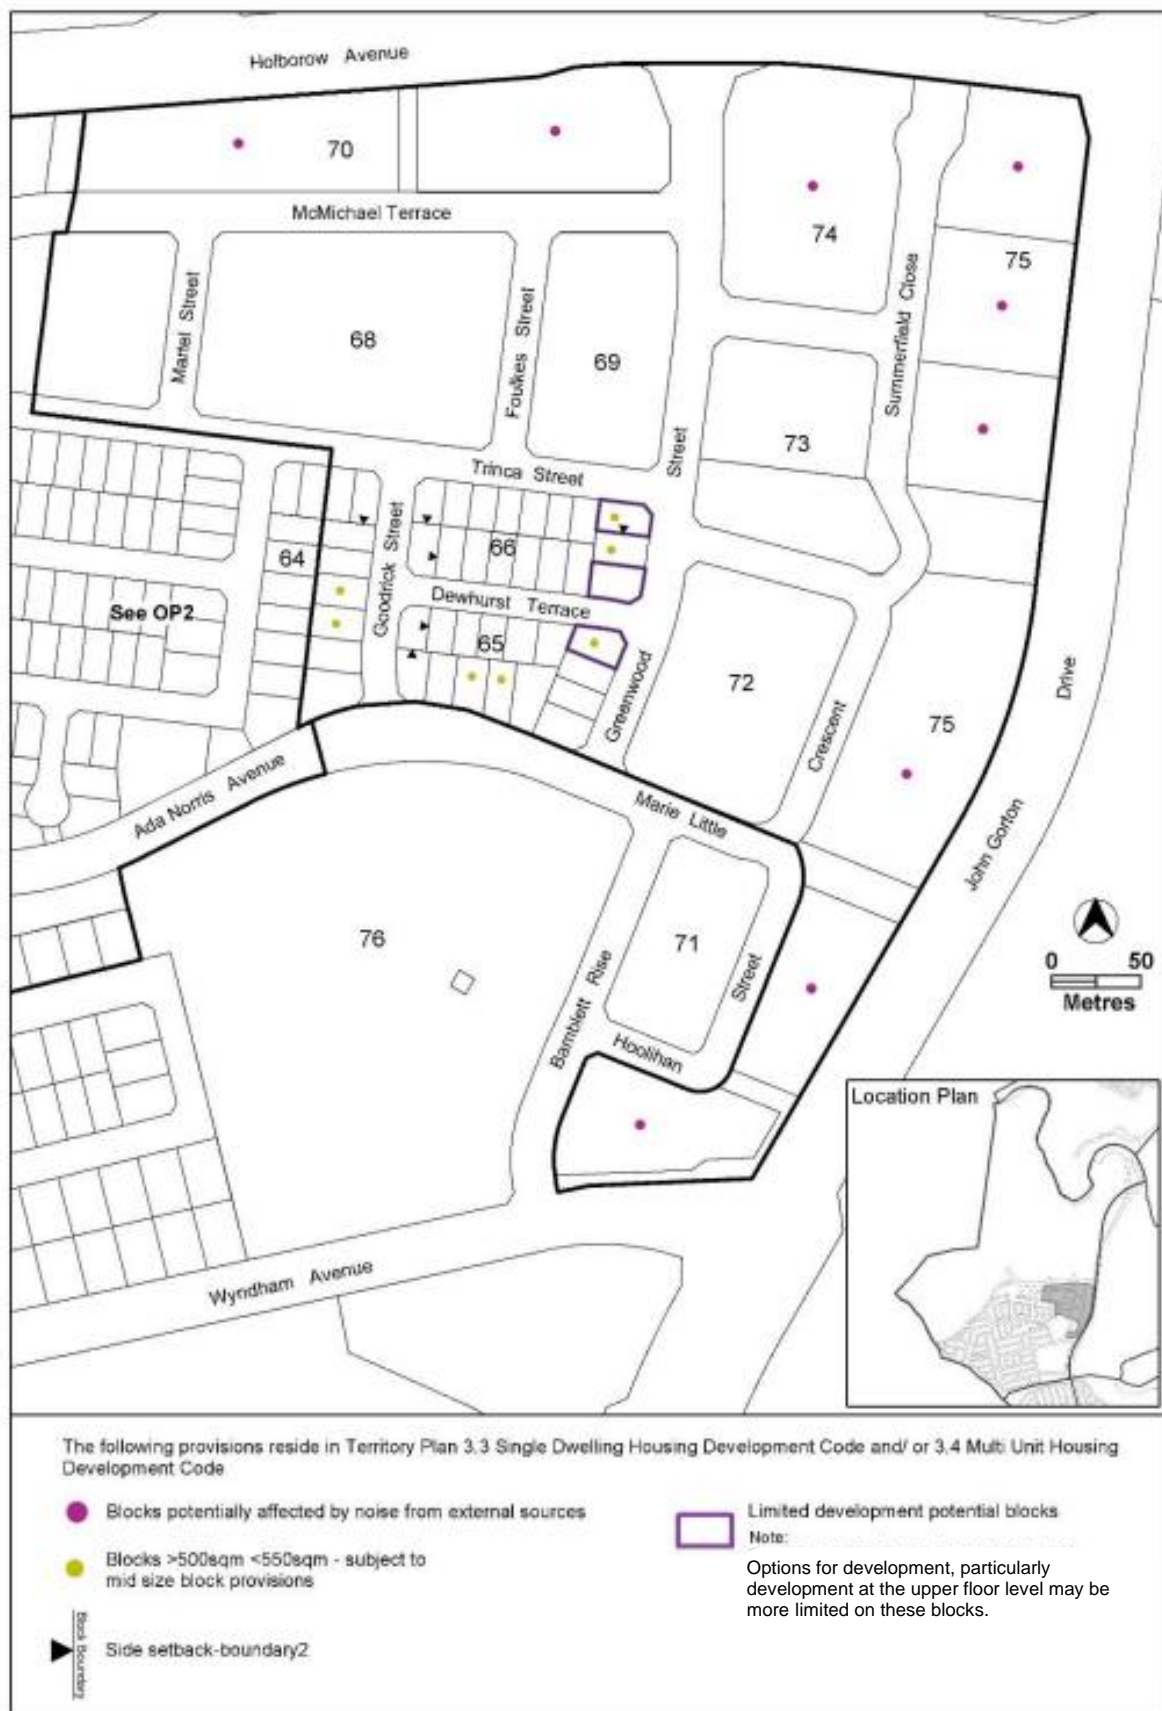 Holborow Avenue
70
McMichael Terrace
74
75
Martel Street
68
Foulkes Street
69
Summerfield Close
73
Street
Trinca Street
64
66
Goodrick Street
See OP2
Dewhurst Terrace
65
Greenwood
72
Crescent
75
Drive
Ada Norris Avenue
Marie Little
John Gorton
76
71
Bamblett Rise
Street
0 50
Metres
Hoolihan
Location Plan
Wyndham Avenue
The following provisions reside in Territory Plan 3.3 Single Dwelling Housing Development Code and/ or 3.4 Multi Unit Housing
Development Code
Blocks potentially affected by noise from external sources
Blocks >500sqm <550sqm - subject to
mid size block provisions
Block Boundary
Side setback-boundary2
Limited development potential blocks
Note:
Options for development, particularly
development at the upper floor level may be
more limited on these blocks.